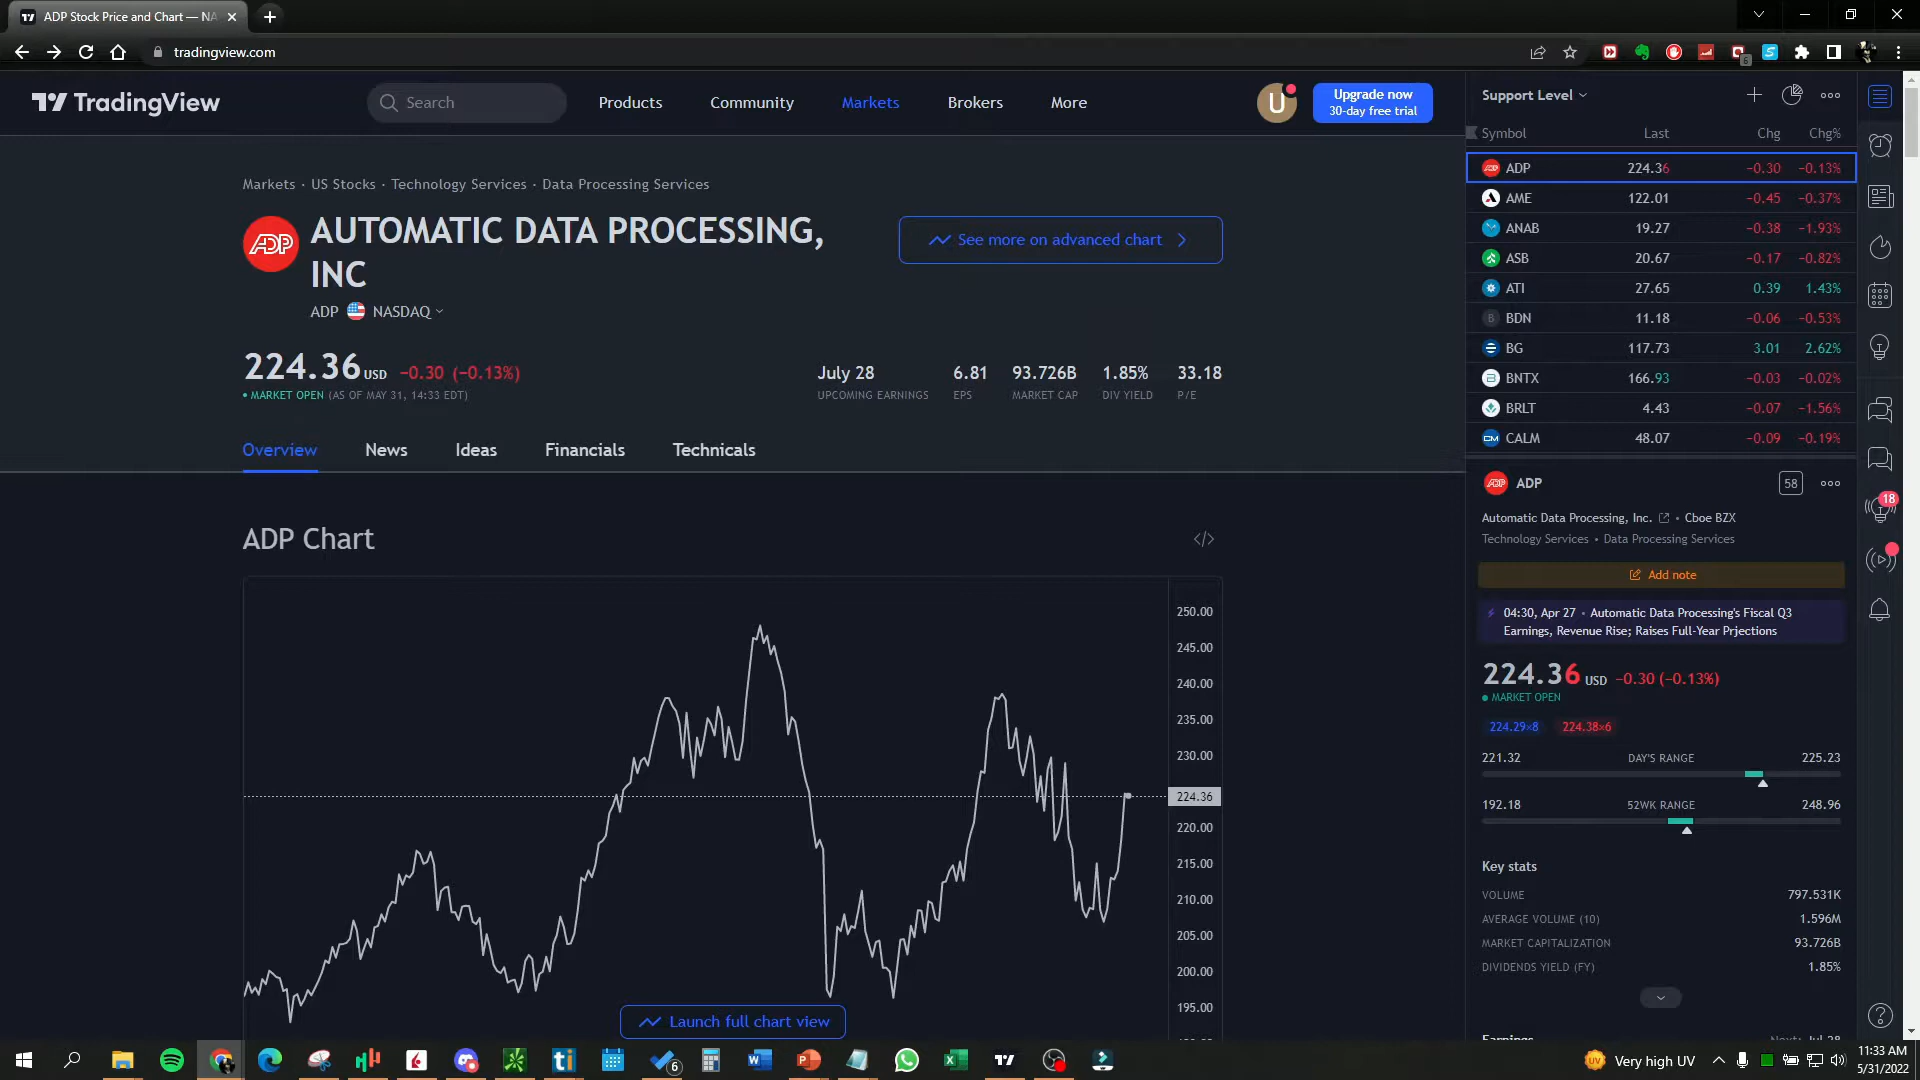 ADP Stock Price and Chart — NA
tradingview.com
TradingView
Search
Products
Community
Markets
Brokers
More
U
Upgrade now
30-day free trial
Markets · US Stocks · Technology Services · Data Processing Services
ADP
AUTOMATIC DATA PROCESSING,
INC
See more on advanced chart
ADP NASDAQ
224.36 USD −0.30 (−0.13%)
• MARKET OPEN (AS OF MAY 31, 14:33 EDT)
July 28 6.81 93.726B 1.85% 33.18
UPCOMING EARNINGS EPS MARKET CAP DIV YIELD P/E
Overview News Ideas Financials Technicals
ADP Chart
</>
250.00
245.00
240.00
235.00
230.00
224.36
220.00
215.00
210.00
205.00
200.00
195.00
Launch full chart view
Support Level
Symbol Last Chg Chg%
ADP 224.36 −0.30 −0.13%
AME 122.01 −0.45 −0.37%
ANAB 19.27 −0.38 −1.93%
ASB 20.67 −0.17 −0.82%
ATI 27.65 0.39 1.43%
B BDN 11.18 −0.06 −0.53%
BG 117.73 3.01 2.62%
BNTX 166.93 −0.03 −0.02%
BRLT 4.43 −0.07 −1.56%
CM CALM 48.07 −0.09 −0.19%
ADP ADP 58
Automatic Data Processing, Inc. • Cboe BZX
Technology Services • Data Processing Services
Add note
04:30, Apr 27 • Automatic Data Processing's Fiscal Q3
Earnings, Revenue Rise; Raises Full-Year Prjections
224.36 USD −0.30 (−0.13%)
• MARKET OPEN
224.29×8 224.38×6
221.32 DAY'S RANGE 225.23
192.18 52WK RANGE 248.96
Key stats
VOLUME 797.531K
AVERAGE VOLUME (10) 1.596M
MARKET CAPITALIZATION 93.726B
DIVIDENDS YIELD (FY) 1.85%
Earnings Next: Jul 28
18
6
ti
6
Very high UV
11:33 AM
5/31/2022